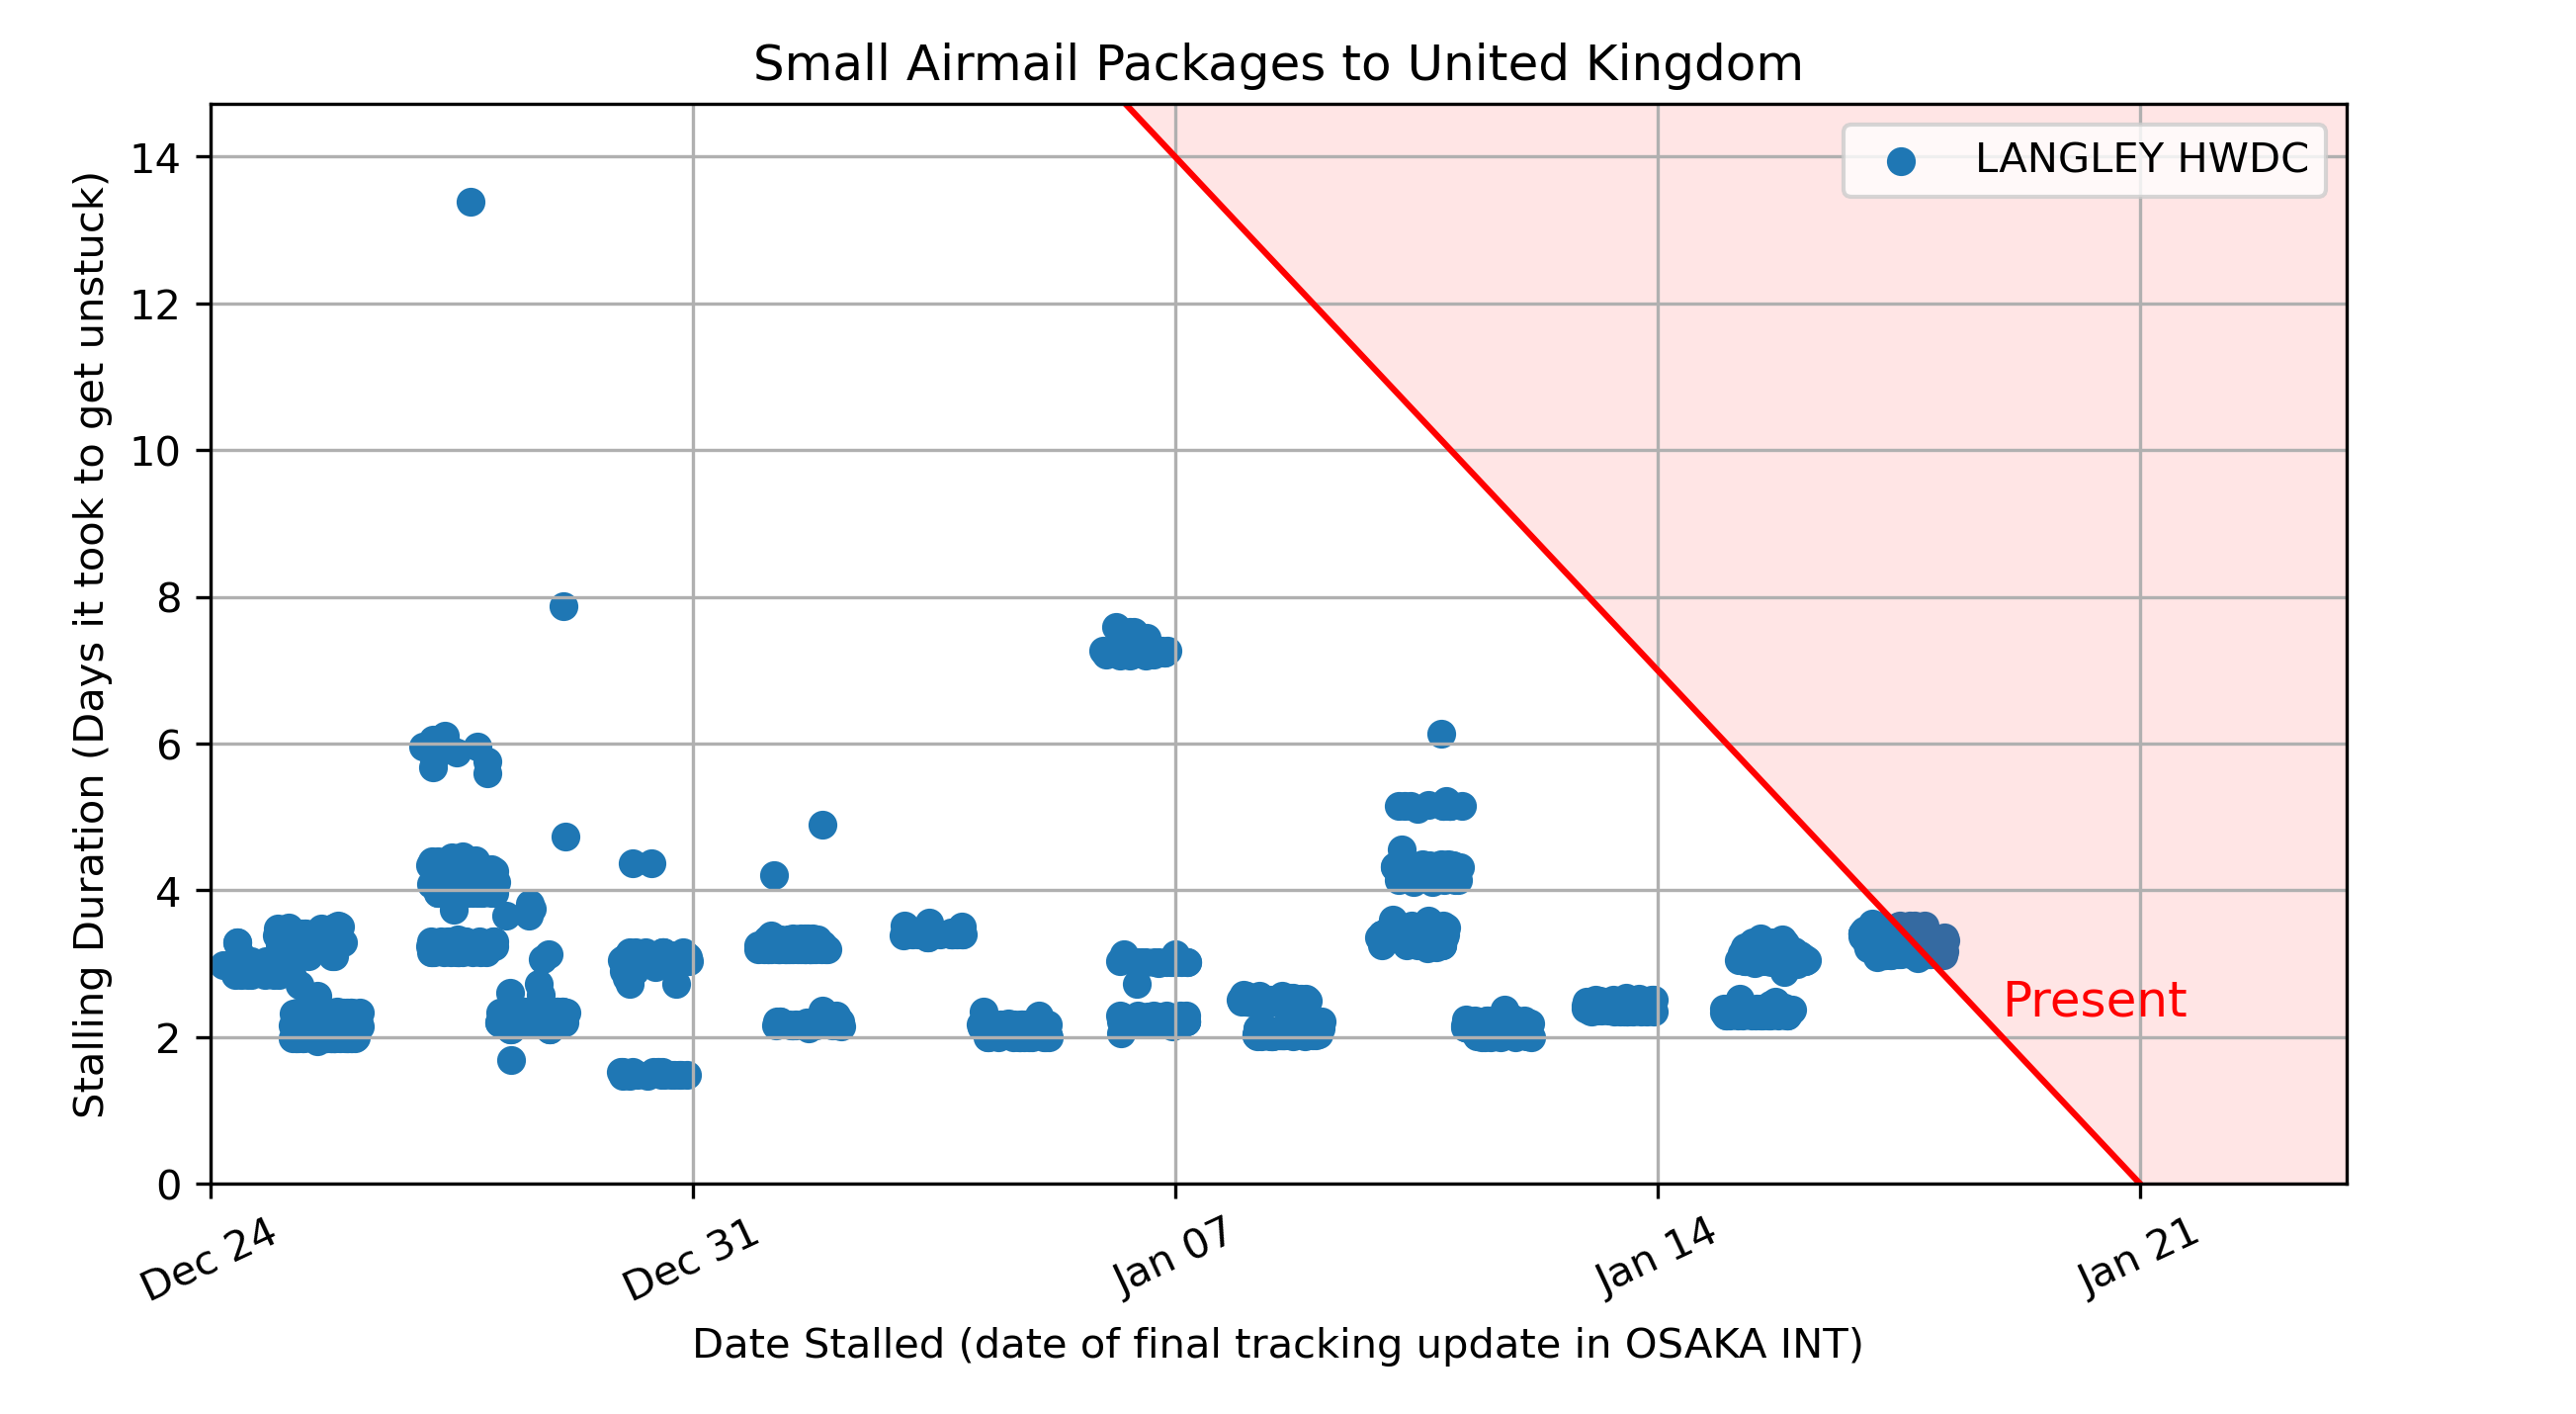 Small Airmail Packages to United Kingdom
LANGLEY HWDC
Stalling Duration (Days it took to get unstuck)
14
12
10
8
6
4
2
0
Present
Dec 24
Dec 31
Jan 07
Jan 14
Jan 21
Date Stalled (date of final tracking update in OSAKA INT)